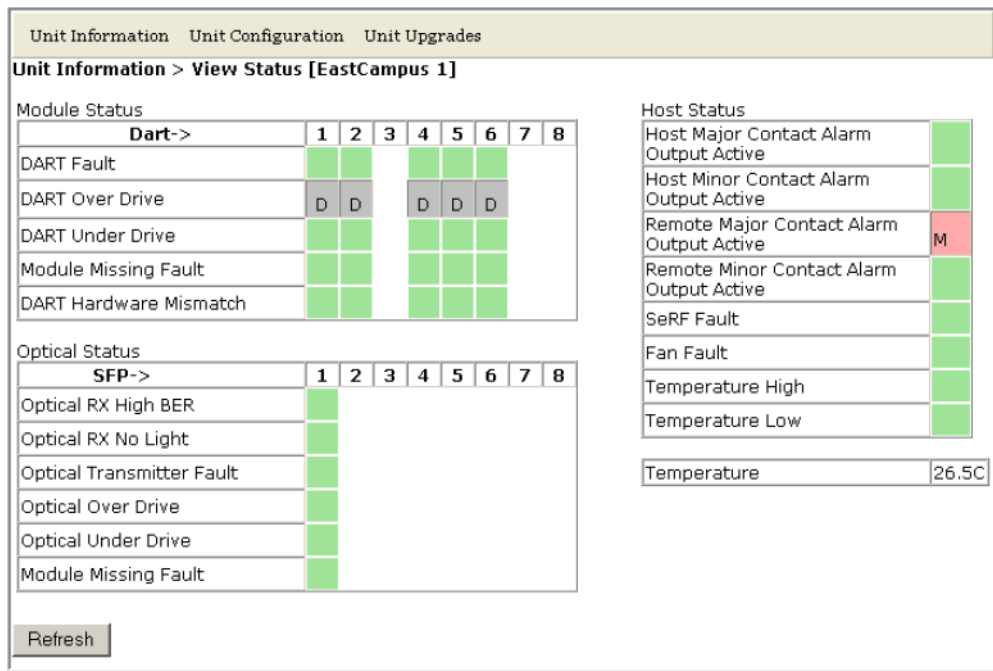 Unit Information Unit Configuration Unit Upgrades
Unit Information > View Status [EastCampus 1]
Module Status
Dart-> 1 2 3 4 5 6 7 8
DART Fault
DART Over Drive D D D D D
DART Under Drive
Module Missing Fault
DART Hardware Mismatch
Optical Status
SFP-> 1 2 3 4 5 6 7 8
Optical RX High BER
Optical RX No Light
Optical Transmitter Fault
Optical Over Drive
Optical Under Drive
Module Missing Fault
Refresh
Host Status
Host Major Contact Alarm
Output Active
Host Minor Contact Alarm
Output Active
Remote Major Contact Alarm
Output Active M
Remote Minor Contact Alarm
Output Active
SeRF Fault
Fan Fault
Temperature High
Temperature Low
Temperature 26.5C